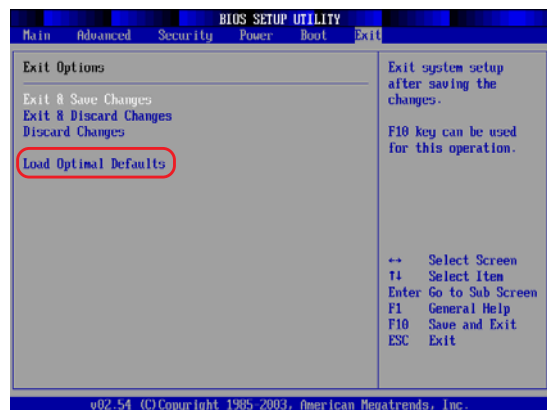 BIOS SETUP UTILITY
Main Advanced Security Power Boot Exit
Exit Options
Exit & Save Changes
Exit & Discard Changes
Discard Changes
Load Optimal Defaults
Exit system setup
after saving the
changes.
F10 key can be used
for this operation.
↔ Select Screen
↑↓ Select Item
Enter Go to Sub Screen
F1 General Help
F10 Save and Exit
ESC Exit
v02.54 (C)Copyright 1985-2003, American Megatrends, Inc.